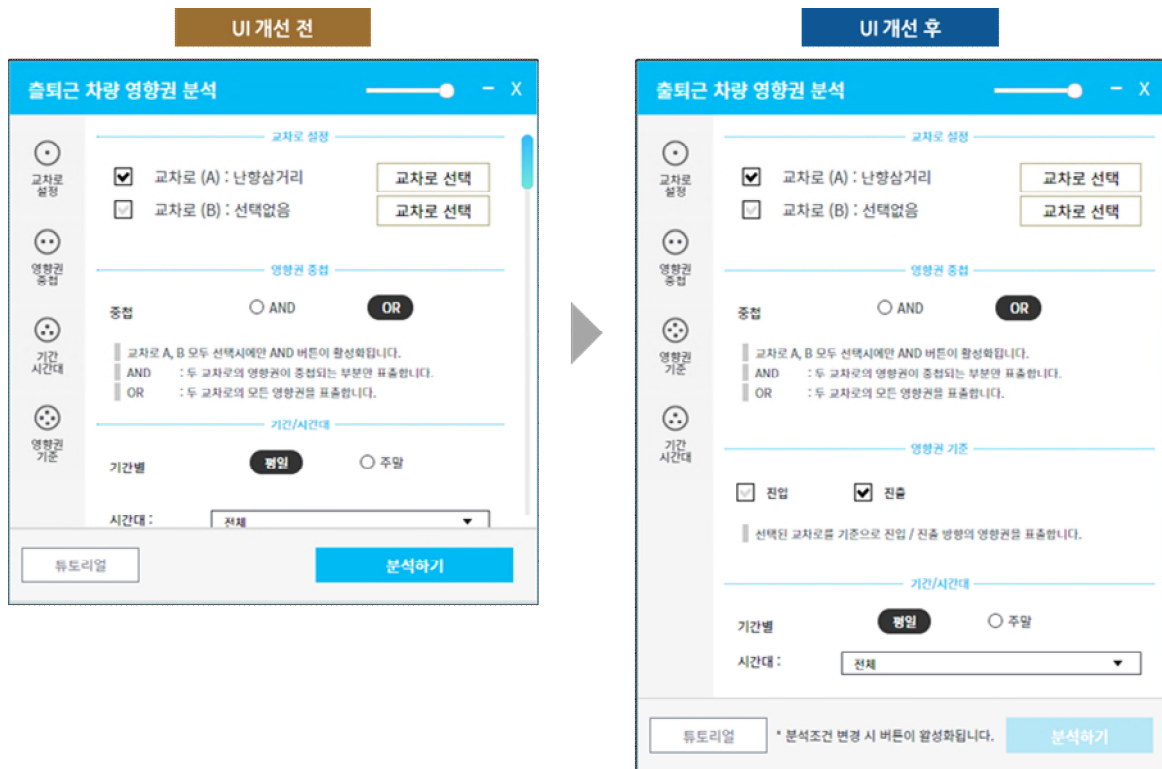 UI 개선 전
출퇴근 차량 영향권 분석
– X
교차로
설정
영향권
중첩
기간
시간대
영향권
기준
교차로 설정
교차로 (A) : 난향삼거리
교차로 선택
교차로 (B) : 선택없음
교차로 선택
영향권 중첩
중첩
AND
OR
교차로 A, B 모두 선택시에만 AND 버튼이 활성화됩니다.
AND : 두 교차로의 영향권이 중첩되는 부분만 표출합니다.
OR : 두 교차로의 모든 영향권을 표출합니다.
기간/시간대
기간별
평일
주말
시간대 :
전체
튜토리얼
분석하기
UI 개선 후
출퇴근 차량 영향권 분석
– X
교차로
설정
영향권
중첩
영향권
기준
기간
시간대
교차로 설정
교차로 (A) : 난향삼거리
교차로 선택
교차로 (B) : 선택없음
교차로 선택
영향권 중첩
중첩
AND
OR
교차로 A, B 모두 선택시에만 AND 버튼이 활성화됩니다.
AND : 두 교차로의 영향권이 중첩되는 부분만 표출합니다.
OR : 두 교차로의 모든 영향권을 표출합니다.
영향권 기준
진입
진출
선택된 교차로를 기준으로 진입 / 진출 방향의 영향권을 표출합니다.
기간/시간대
기간별
평일
주말
시간대 :
전체
튜토리얼
* 분석조건 변경 시 버튼이 활성화됩니다.
분석하기